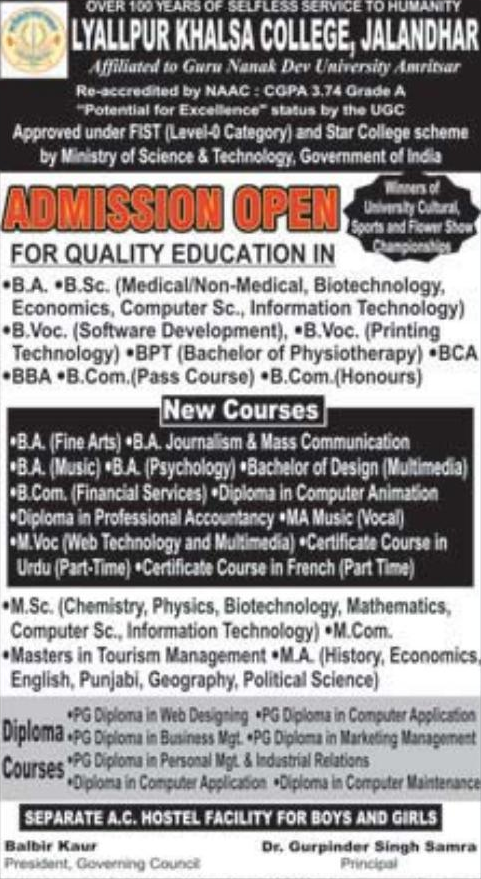 OVER 100 YEARS OF SELFLESS SERVICE TO HUMANITY
LYALLPUR KHALSA COLLEGE, JALANDHAR
Affiliated to Guru Nanak Dev University Amritsar
Re-accredited by NAAC : CGPA 3.74 Grade A
"Potential for Excellence" status by the UGC
Approved under FIST (Level-0 Category) and Star College scheme
by Ministry of Science & Technology, Government of India
ADMISSION OPEN
Winners of
University Cultural,
Sports and Flower Show
Championships
FOR QUALITY EDUCATION IN
•B.A. •B.Sc. (Medical/Non-Medical, Biotechnology,
Economics, Computer Sc., Information Technology)
•B.Voc. (Software Development), •B.Voc. (Printing
Technology) •BPT (Bachelor of Physiotherapy) •BCA
•BBA •B.Com.(Pass Course) •B.Com.(Honours)
New Courses
•B.A. (Fine Arts) •B.A. Journalism & Mass Communication
•B.A. (Music) •B.A. (Psychology) •Bachelor of Design (Multimedia)
•B.Com. (Financial Services) •Diploma in Computer Animation
•Diploma in Professional Accountancy •MA Music (Vocal)
•M.Voc (Web Technology and Multimedia) •Certificate Course in
Urdu (Part-Time) •Certificate Course in French (Part Time)
•M.Sc. (Chemistry, Physics, Biotechnology, Mathematics,
Computer Sc., Information Technology) •M.Com.
•Masters in Tourism Management •M.A. (History, Economics,
English, Punjabi, Geography, Political Science)
Diploma
Courses
•PG Diploma in Web Designing •PG Diploma in Computer Application
•PG Diploma in Business Mgt. •PG Diploma in Marketing Management
•PG Diploma in Personal Mgt. & Industrial Relations
•Diploma in Computer Application •Diploma in Computer Maintenance
SEPARATE A.C. HOSTEL FACILITY FOR BOYS AND GIRLS
Balbir Kaur
President, Governing Council
Dr. Gurpinder Singh Samra
Principal